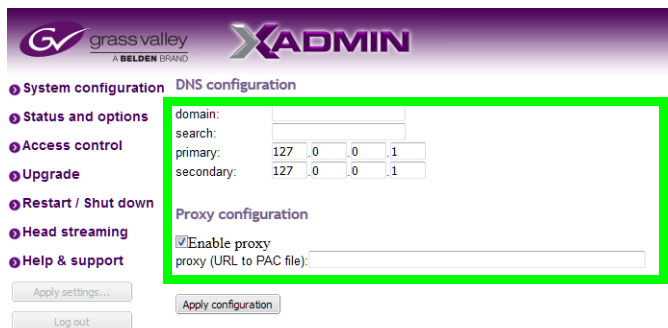 GV grass valley
A BELDEN BRAND
XADMIN
System configuration
Status and options
Access control
Upgrade
Restart / Shut down
Head streaming
Help & support
Apply settings...
Log out
DNS configuration
domain:
search:
primary: 127 .0 .0 .1
secondary: 127 .0 .0 .1
Proxy configuration
Enable proxy
proxy (URL to PAC file):
Apply configuration